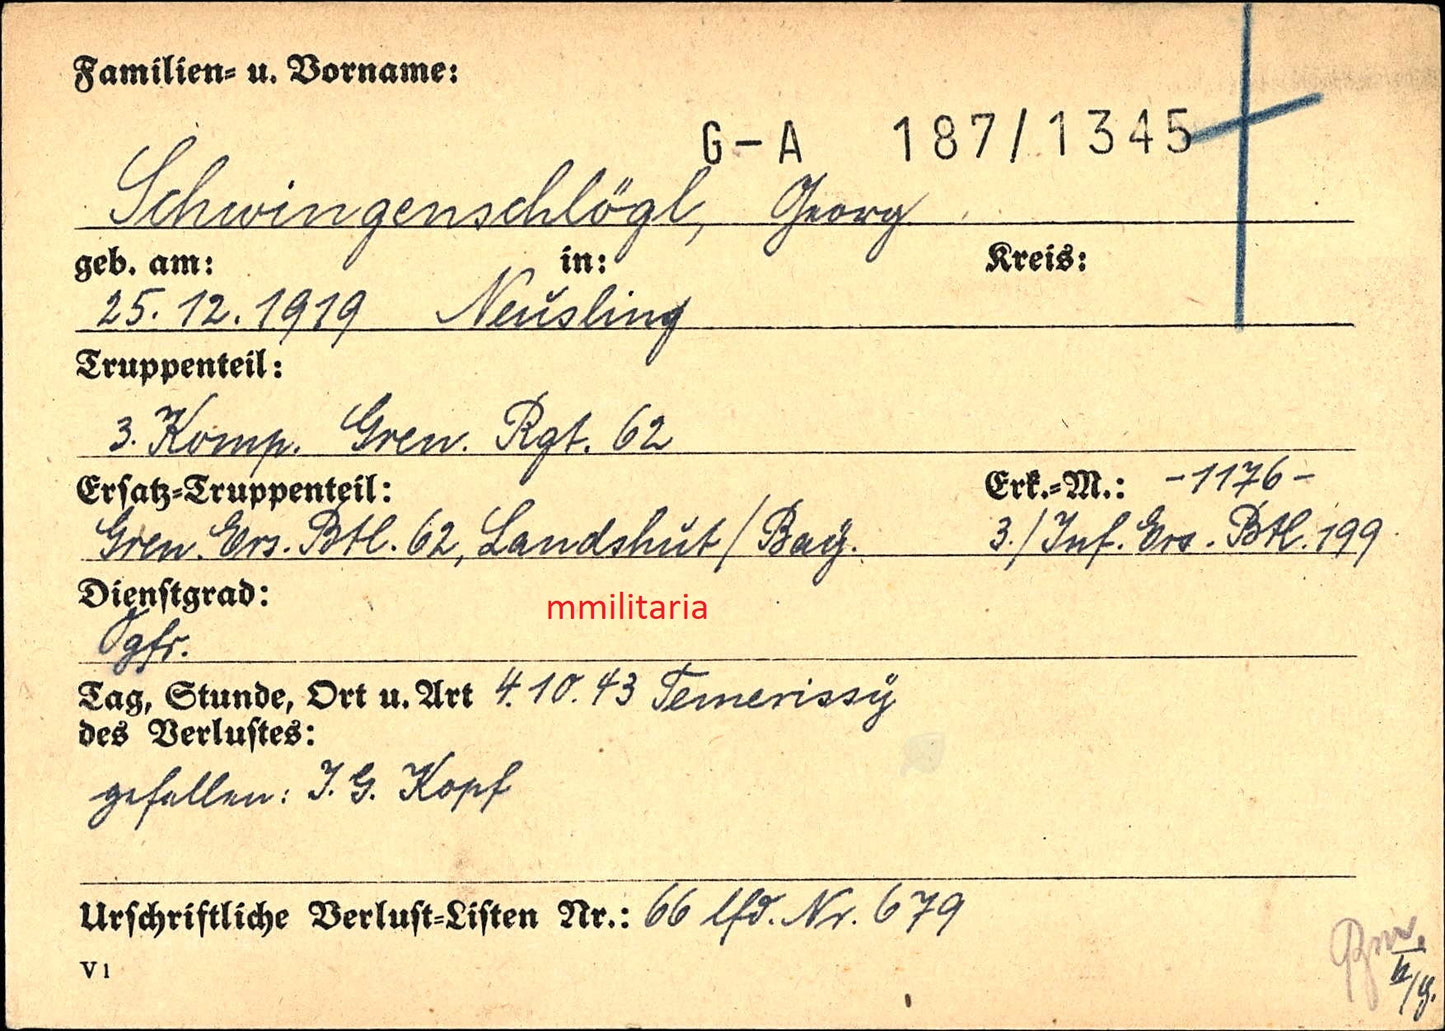 Familien- u. Vorname:
G-A 187/1345
Schwingenschlögl, Georg
geb. am: in: Kreis:
25.12.1919 Neusling
Truppenteil:
3. Komp. Gren. Rgt. 62
Ersatz-Truppenteil: Erk.-M.: -1176-
Gren. Ers. Btl. 62, Landshut / Bay. 3./Inf. Ers. Btl. 199
Dienstgrad:
mmilitaria
Ogfr.
Tag, Stunde, Ort u. Art 4.10.43 Temerissy
des Verlustes:
gefallen: I.G. Kopf
Urschriftliche Verlust-Listen Nr.: 66 lfd. Nr. 679
V 1